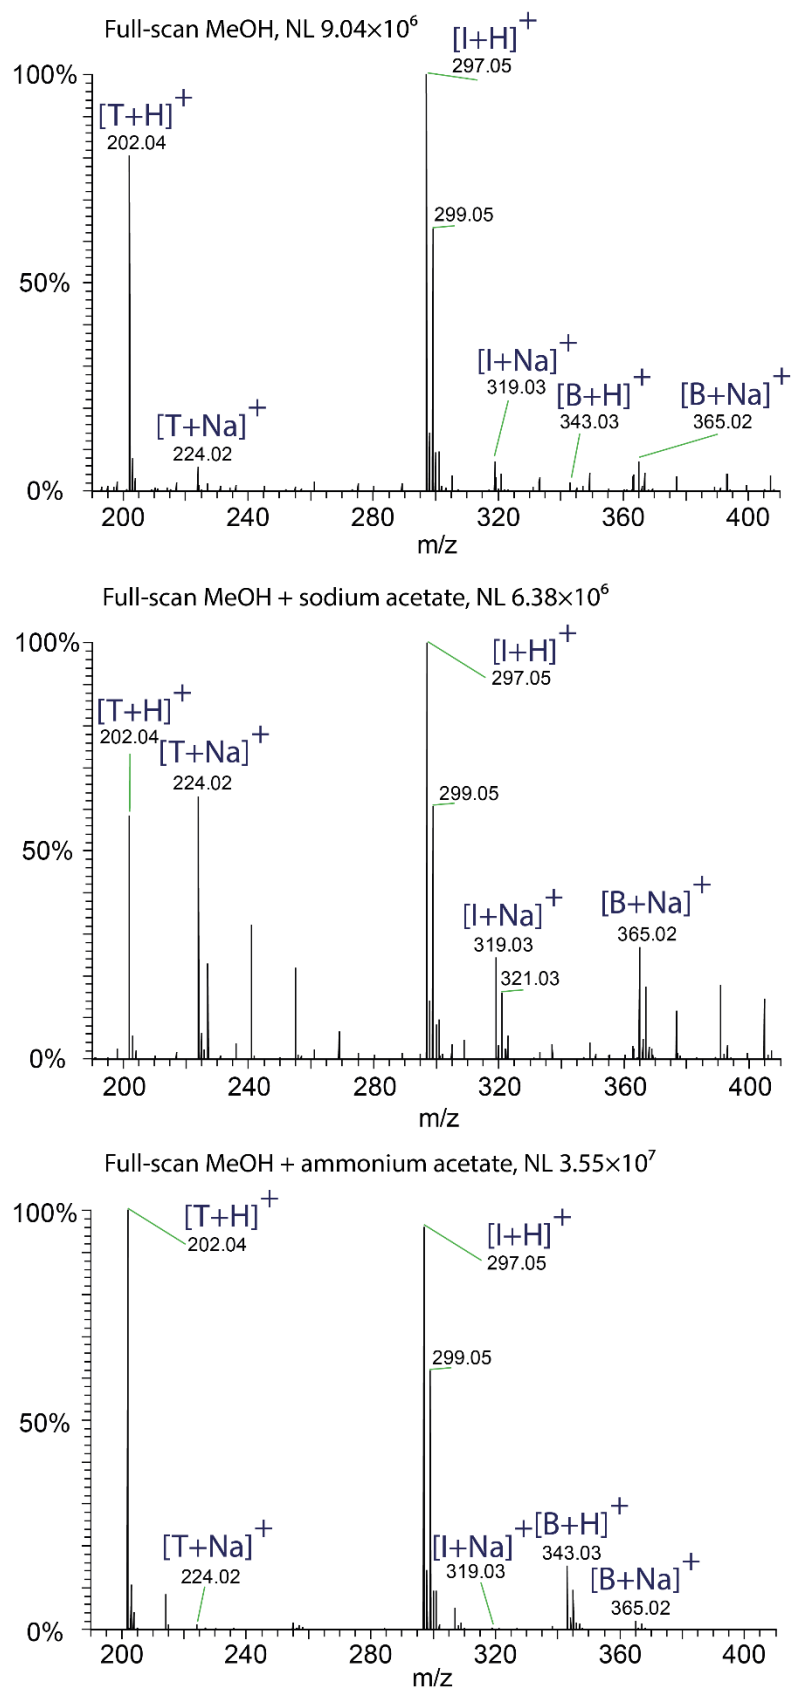 Full-scan MeOH, NL 9.04×10⁶
[I+H]⁺
297.05
100%
[T+H]⁺
202.04
299.05
50%
[I+Na]⁺
319.03
[B+H]⁺
343.03
[B+Na]⁺
365.02
[T+Na]⁺
224.02
0%
200 240 280 320 360 400
m/z
Full-scan MeOH + sodium acetate, NL 6.38×10⁶
100%
[I+H]⁺
297.05
[T+H]⁺
202.04
[T+Na]⁺
224.02
299.05
50%
[I+Na]⁺
319.03
[B+Na]⁺
365.02
321.03
0%
200 240 280 320 360 400
m/z
Full-scan MeOH + ammonium acetate, NL 3.55×10⁷
100%
[T+H]⁺
202.04
[I+H]⁺
297.05
299.05
50%
[T+Na]⁺
224.02
[I+Na]⁺
319.03
[B+H]⁺
343.03
[B+Na]⁺
365.02
0%
200 240 280 320 360 400
m/z